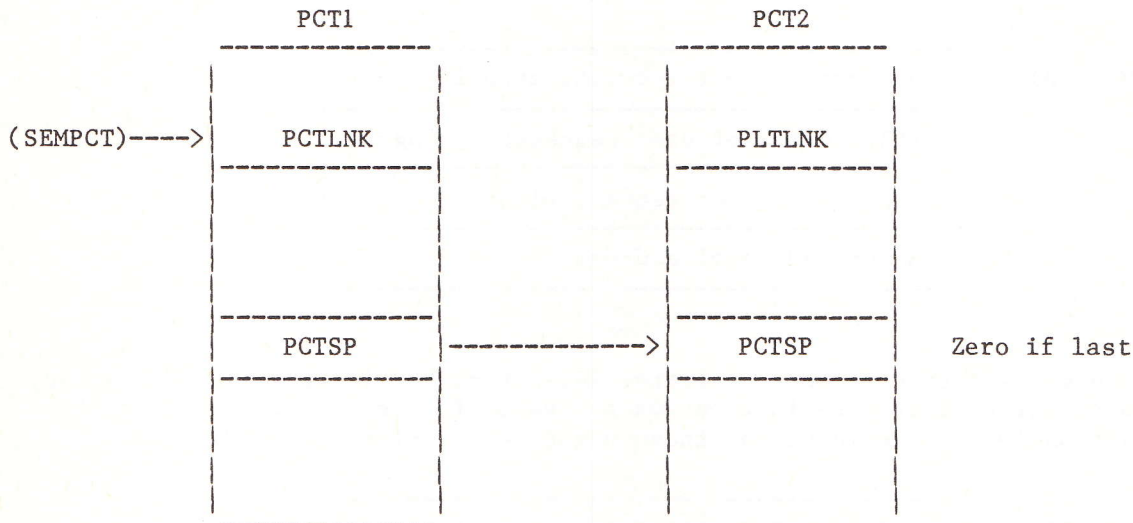 PCT1 PCT2
(SEMPCT)---->| PCTLNK PLTLNK
PCTSP |-------------->| PCTSP Zero if last